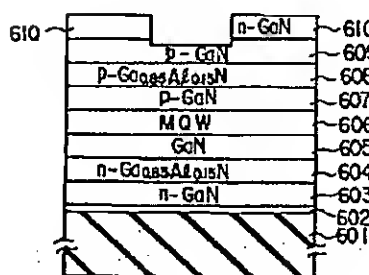 610 n-GaN 610
p-GaN 609
p-Ga0.85Al0.15N 608
p-GaN 607
MQW 606
GaN 605
n-Ga0.85Al0.15N 604
n-GaN 603
602
601